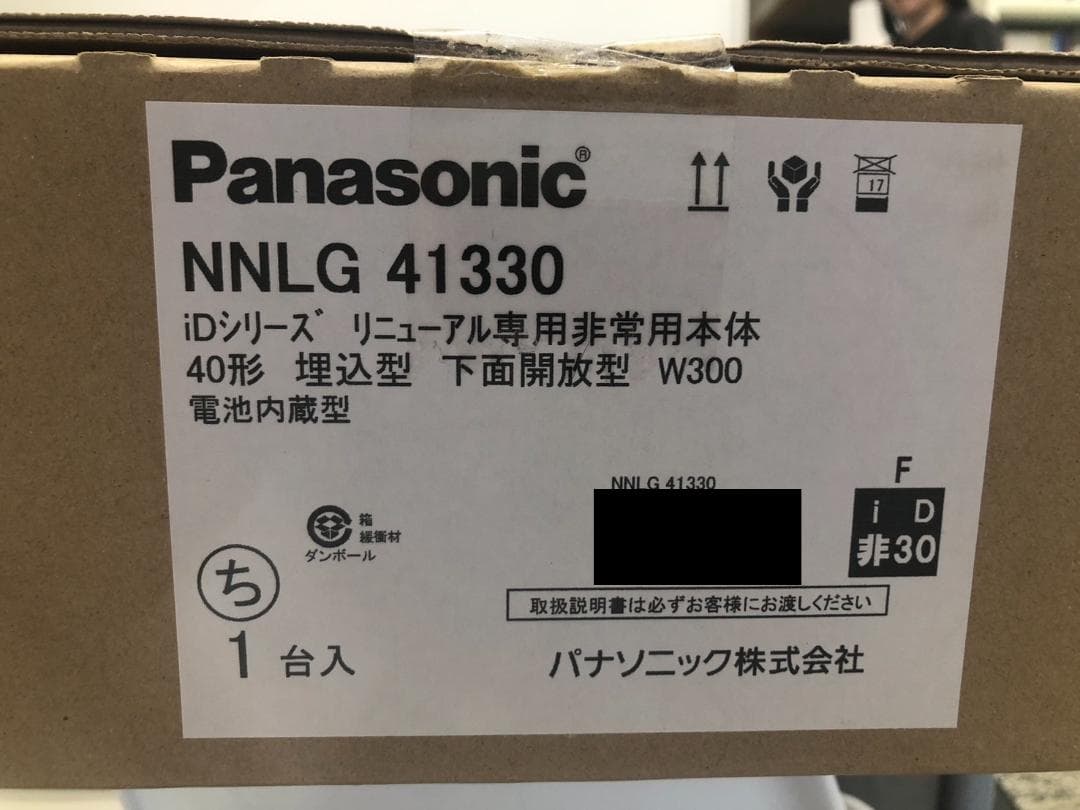 Panasonic®
17
NNLG 41330
iDシリーズ リニューアル専用非常用本体
40形 埋込型 下面開放型 W300
電池内蔵型
NNLG 41330
F
iD
非30
箱
緩衝材
ダンボール
ち
1台入
取扱説明書は必ずお客様にお渡しください
パナソニック株式会社